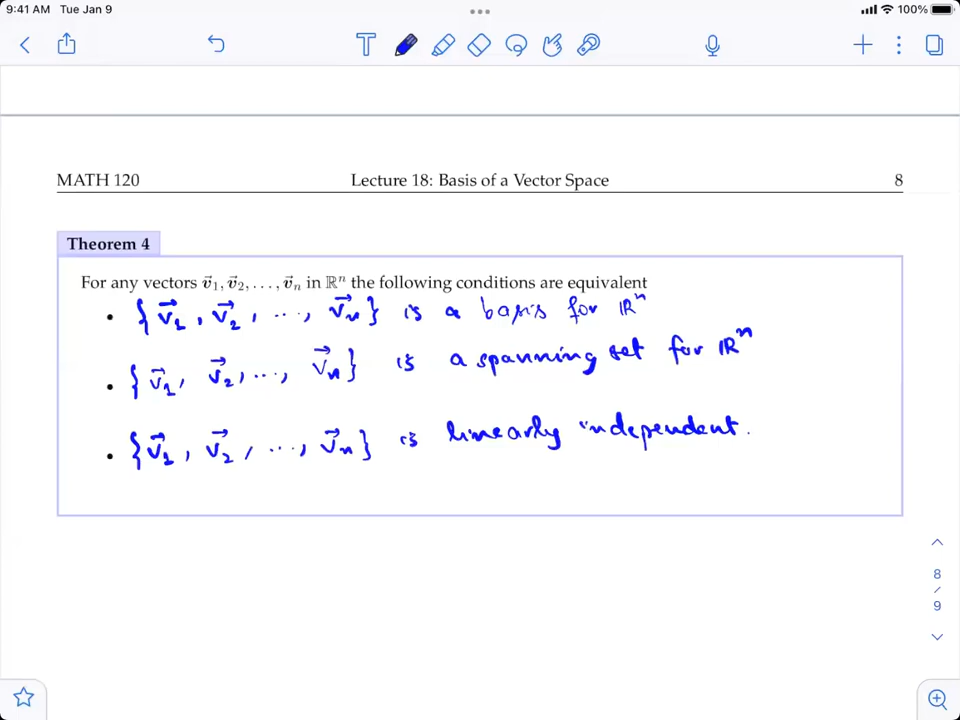 9:41 AM Tue Jan 9
100%
MATH 120
Lecture 18: Basis of a Vector Space
8
Theorem 4
For any vectors v⃗₁, v⃗₂, . . . , v⃗ₙ in ℝⁿ the following conditions are equivalent
• {v⃗₁, v⃗₂, ..., v⃗ₙ} is a basis for ℝⁿ
• {v⃗₁, v⃗₂, ..., v⃗ₙ} is a spanning set for ℝⁿ
• {v⃗₁, v⃗₂, ..., v⃗ₙ} is linearly independent.
8
/
9